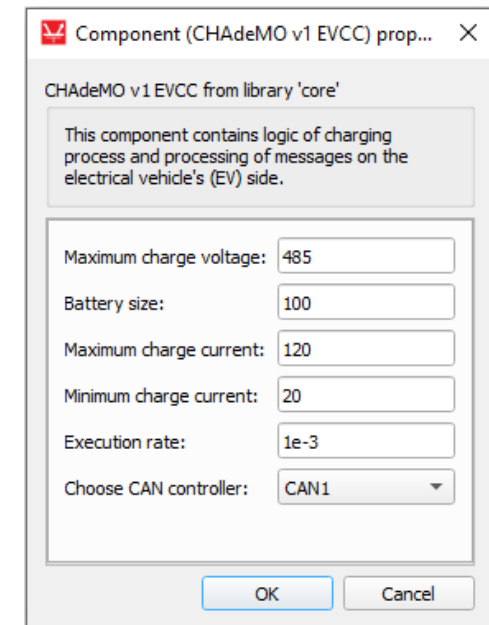 Component (CHAdeMO v1 EVCC) prop...
CHAdeMO v1 EVCC from library 'core'
This component contains logic of charging
process and processing of messages on the
electrical vehicle's (EV) side.
Maximum charge voltage: 485
Battery size: 100
Maximum charge current: 120
Minimum charge current: 20
Execution rate: 1e-3
Choose CAN controller: CAN1
OK Cancel